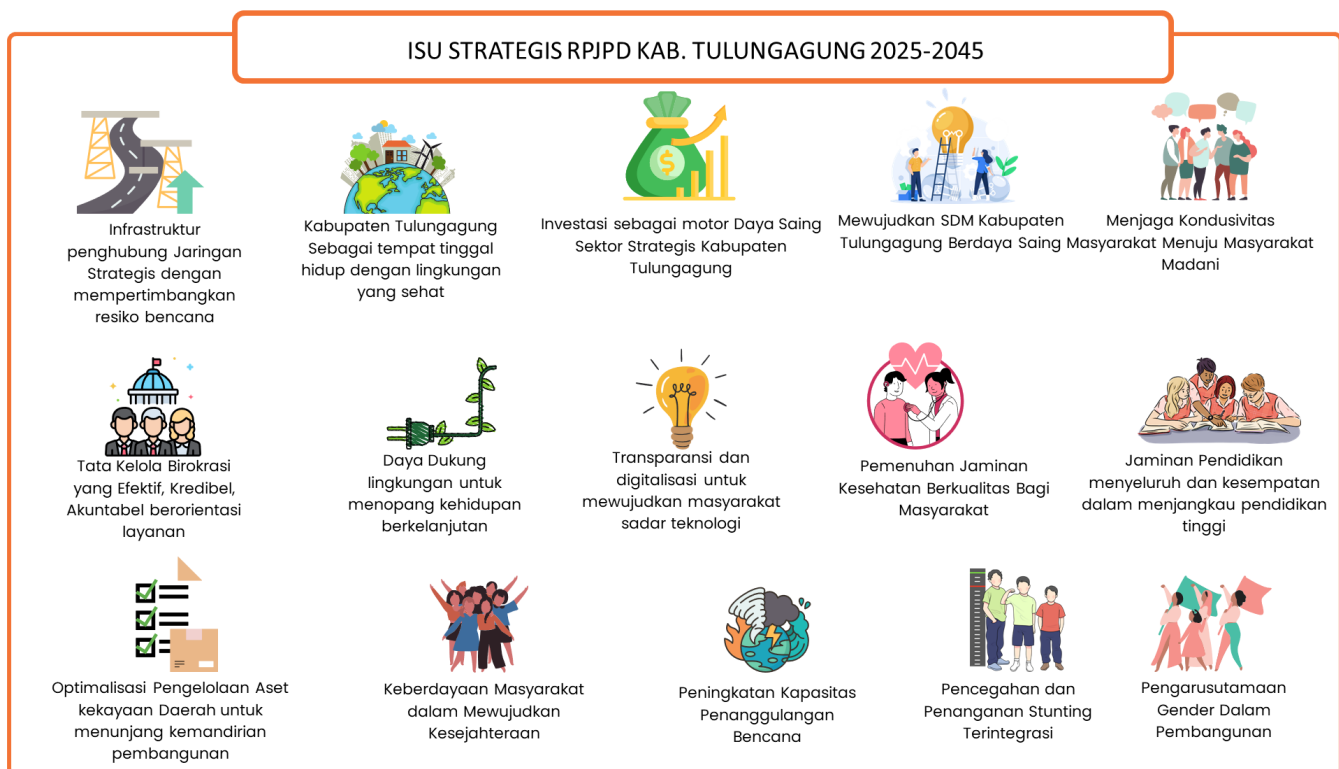 ISU STRATEGIS RPJPD KAB. TULUNGAGUNG 2025-2045
Infrastruktur
penghubung Jaringan
Strategis dengan
mempertimbangkan
resiko bencana
Kabupaten Tulungagung
Sebagai tempat tinggal
hidup dengan lingkungan
yang sehat
Investasi sebagai motor Daya Saing
Sektor Strategis Kabupaten
Tulungagung
Mewujudkan SDM Kabupaten
Tulungagung Berdaya Saing
Menjaga Kondusivitas
Masyarakat Menuju Masyarakat
Madani
Tata Kelola Birokrasi
yang Efektif, Kredibel,
Akuntabel berorientasi
layanan
Daya Dukung
lingkungan untuk
menopang kehidupan
berkelanjutan
Transparansi dan
digitalisasi untuk
mewujudkan masyarakat
sadar teknologi
Pemenuhan Jaminan
Kesehatan Berkualitas Bagi
Masyarakat
Jaminan Pendidikan
menyeluruh dan kesempatan
dalam menjangkau pendidikan
tinggi
Optimalisasi Pengelolaan Aset
kekayaan Daerah untuk
menunjang kemandirian
pembangunan
Keberdayaan Masyarakat
dalam Mewujudkan
Kesejahteraan
Peningkatan Kapasitas
Penanggulangan
Bencana
Pencegahan dan
Penanganan Stunting
Terintegrasi
Pengarusutamaan
Gender Dalam
Pembangunan